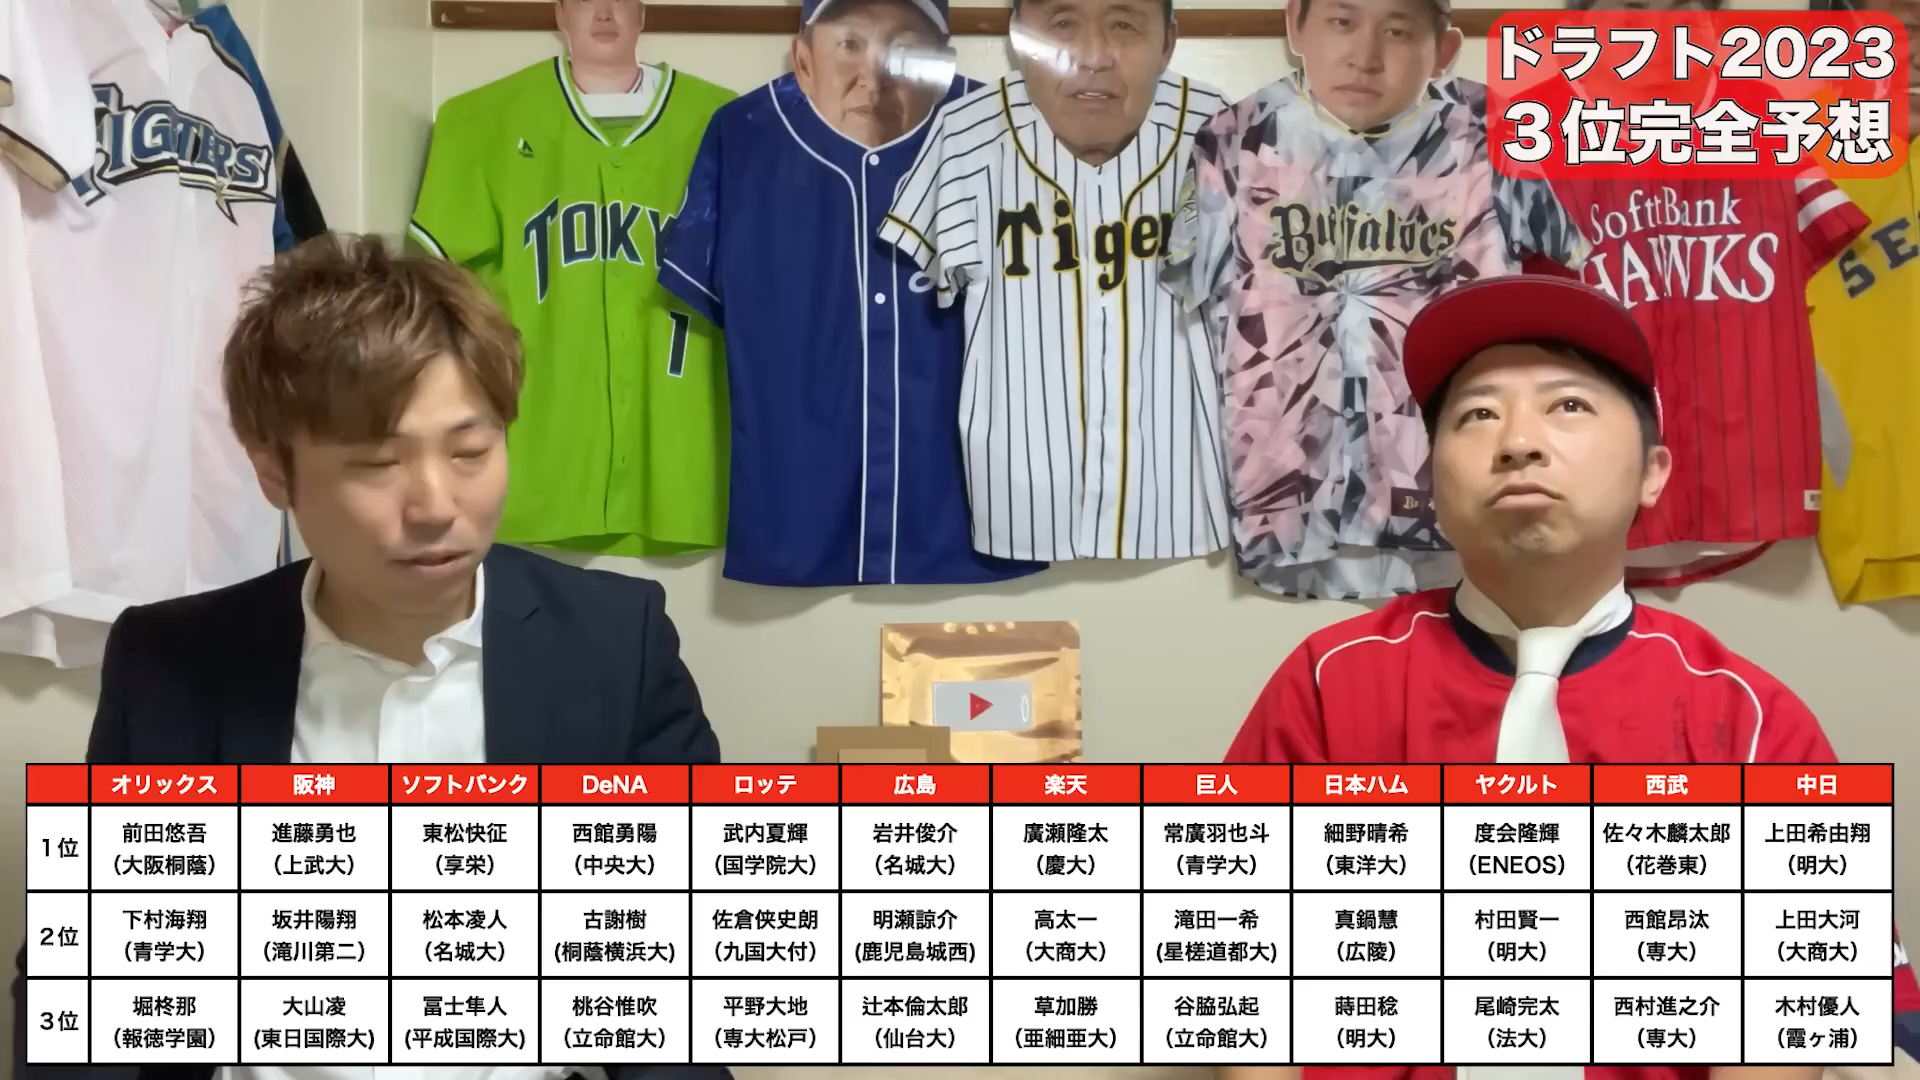 ドラフト2023
3位完全予想
FIGTERS
TOKY
1
Tiger
Buffaloes
SofttBank
HAWKS
SE
オリックス 阪神 ソフトバンク DeNA ロッテ 広島 楽天 巨人 日本ハム ヤクルト 西武 中日
1位 前田悠吾 進藤勇也 東松快征 西館勇陽 武内夏輝 岩井俊介 廣瀬隆太 常廣羽也斗 細野晴希 度会隆輝 佐々木麟太郎 上田希由翔
（大阪桐蔭） （上武大） （享栄） （中央大） （国学院大） （名城大） （慶大） （青学大） （東洋大） （ENEOS） （花巻東） （明大）
2位 下村海翔 坂井陽翔 松本凌人 古謝樹 佐倉侠史朗 明瀬諒介 高太一 滝田一希 真鍋慧 村田賢一 西館昂汰 上田大河
（青学大） （滝川第二） （名城大） (桐蔭横浜大) （九国大付） (鹿児島城西) （大商大） (星槎道都大) （広陵） （明大） （専大） （大商大）
3位 堀柊那 大山凌 冨士隼人 桃谷惟吹 平野大地 辻本倫太郎 草加勝 谷脇弘起 蒔田稔 尾崎完太 西村進之介 木村優人
（報徳学園） (東日国際大) (平成国際大) （立命館大） （専大松戸） （仙台大） （亜細亜大） （立命館大） （明大） （法大） （専大） （霞ヶ浦）